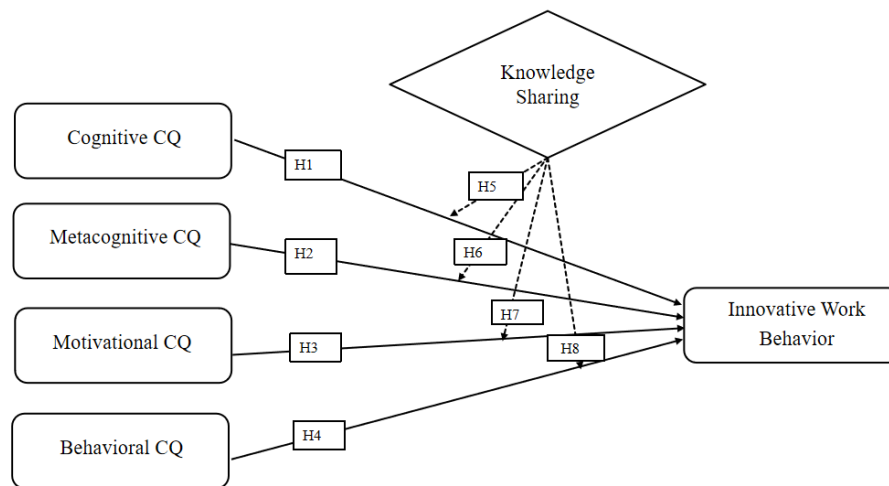 Knowledge
Sharing
Cognitive CQ
H1
H5
Metacognitive CQ
H2
H6
Motivational CQ
H3
H7
H8
Innovative Work
Behavior
Behavioral CQ
H4